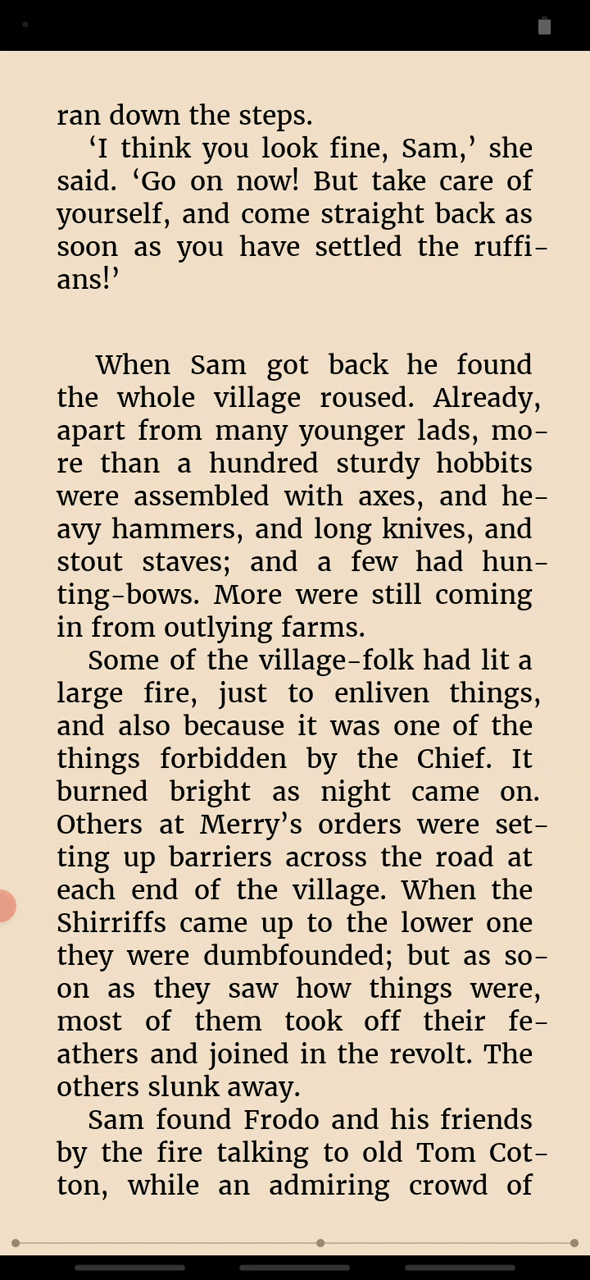 ran down the steps.
‘I think you look fine, Sam,’ she
said. ‘Go on now! But take care of
yourself, and come straight back as
soon as you have settled the ruffi-
ans!’
When Sam got back he found
the whole village roused. Already,
apart from many younger lads, mo-
re than a hundred sturdy hobbits
were assembled with axes, and he-
avy hammers, and long knives, and
stout staves; and a few had hun-
ting-bows. More were still coming
in from outlying farms.
Some of the village-folk had lit a
large fire, just to enliven things,
and also because it was one of the
things forbidden by the Chief. It
burned bright as night came on.
Others at Merry’s orders were set-
ting up barriers across the road at
each end of the village. When the
Shirriffs came up to the lower one
they were dumbfounded; but as so-
on as they saw how things were,
most of them took off their fe-
athers and joined in the revolt. The
others slunk away.
Sam found Frodo and his friends
by the fire talking to old Tom Cot-
ton, while an admiring crowd of